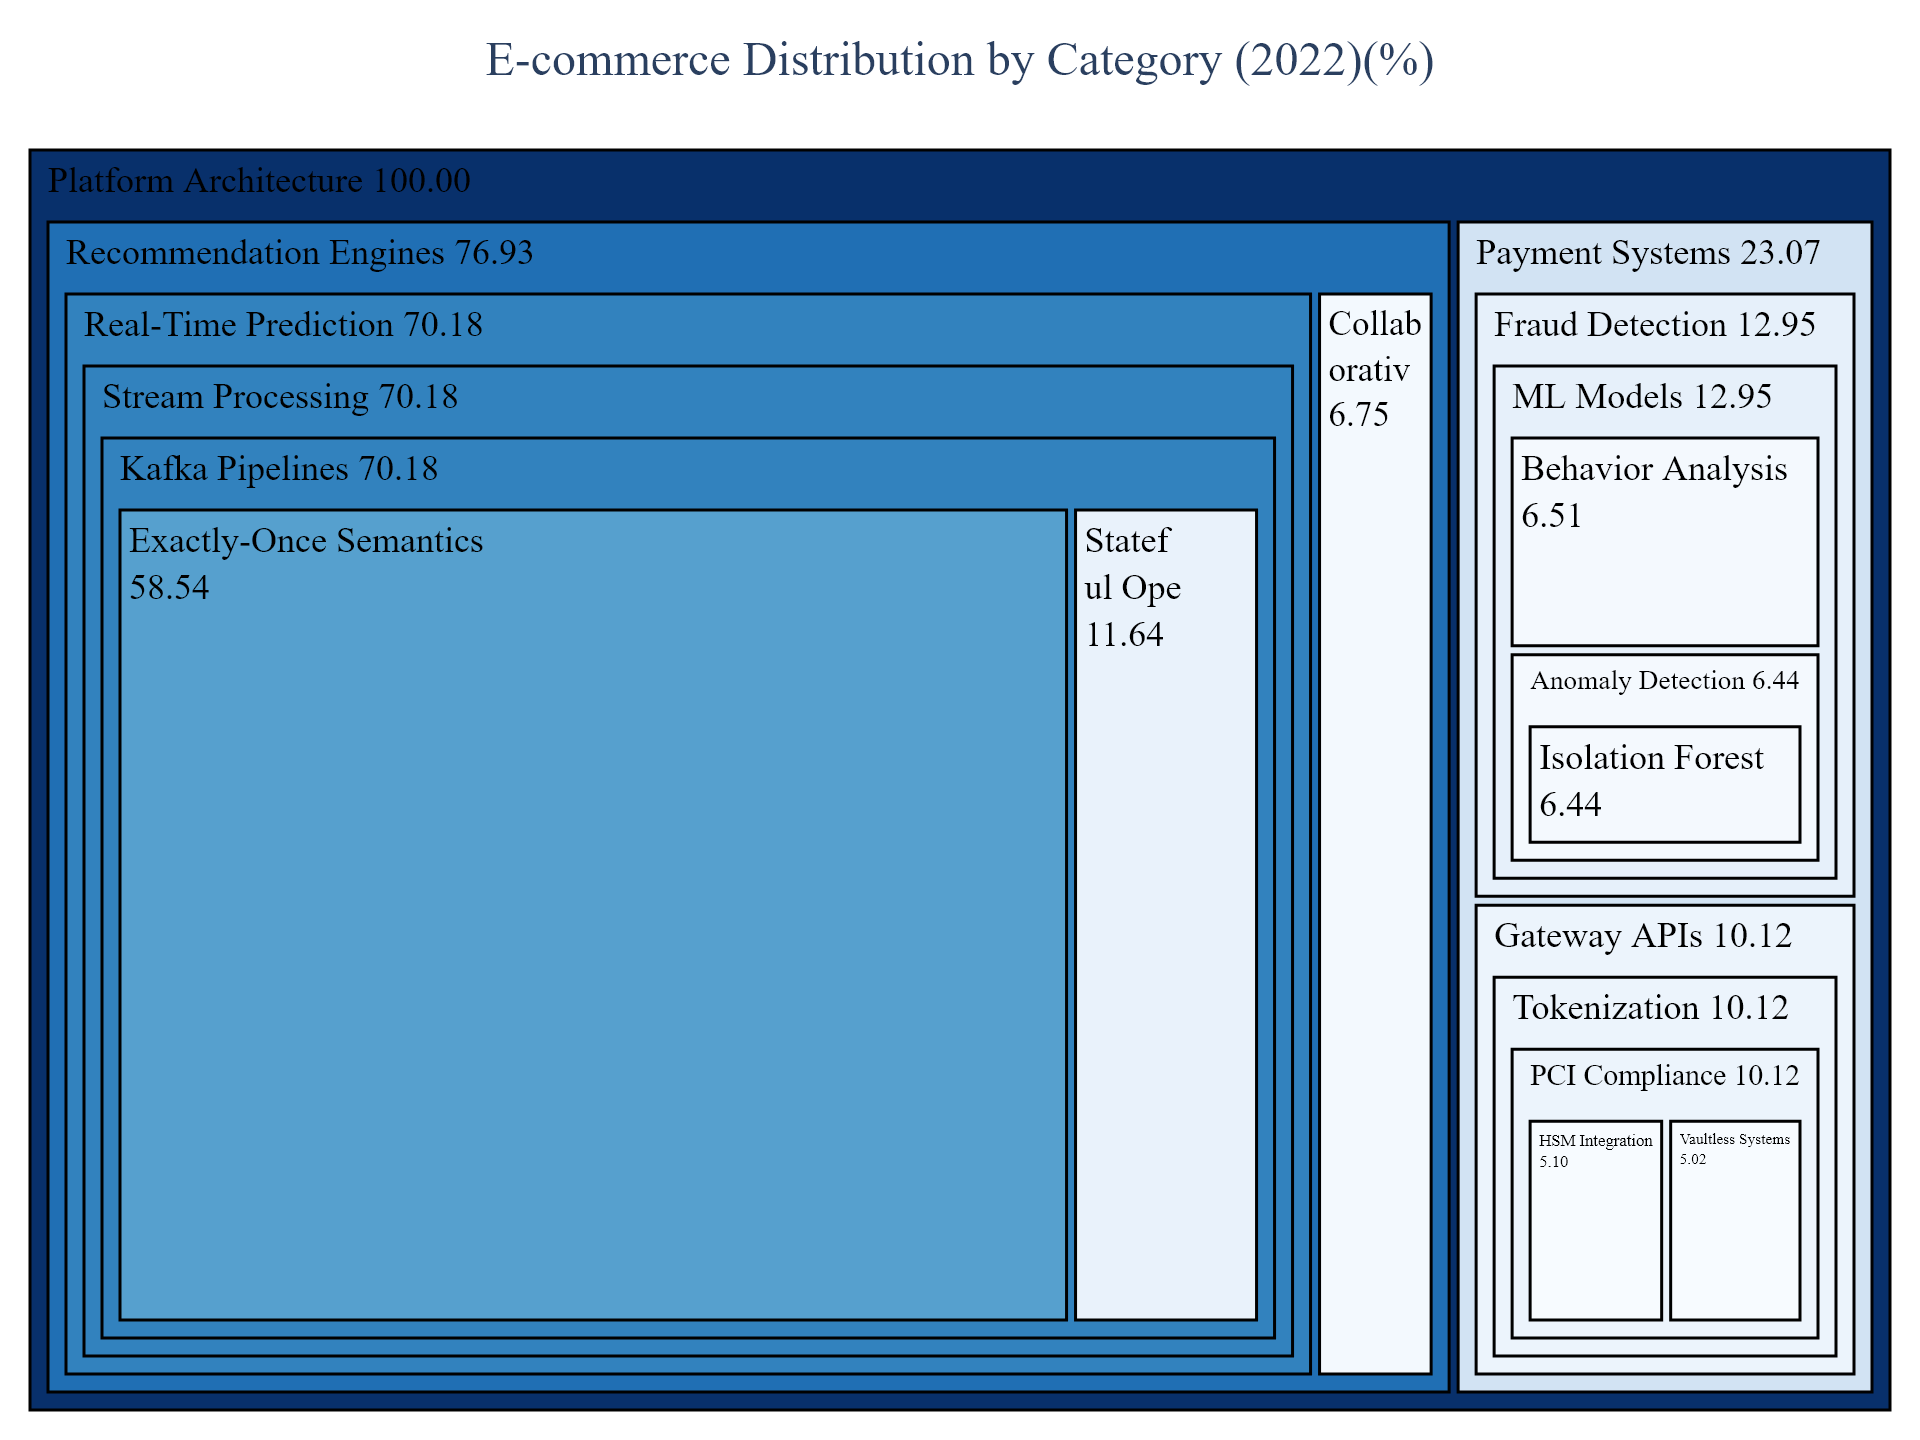 E-commerce Distribution by Category (2022)(%)
Platform Architecture 100.00
Recommendation Engines 76.93
Real-Time Prediction 70.18
Stream Processing 70.18
Kafka Pipelines 70.18
Exactly-Once Semantics
58.54
Statef
ul Ope
11.64
Collab
orativ
6.75
Payment Systems 23.07
Fraud Detection 12.95
ML Models 12.95
Behavior Analysis
6.51
Anomaly Detection 6.44
Isolation Forest
6.44
Gateway APIs 10.12
Tokenization 10.12
PCI Compliance 10.12
HSM Integration
5.10
Vaultless Systems
5.02